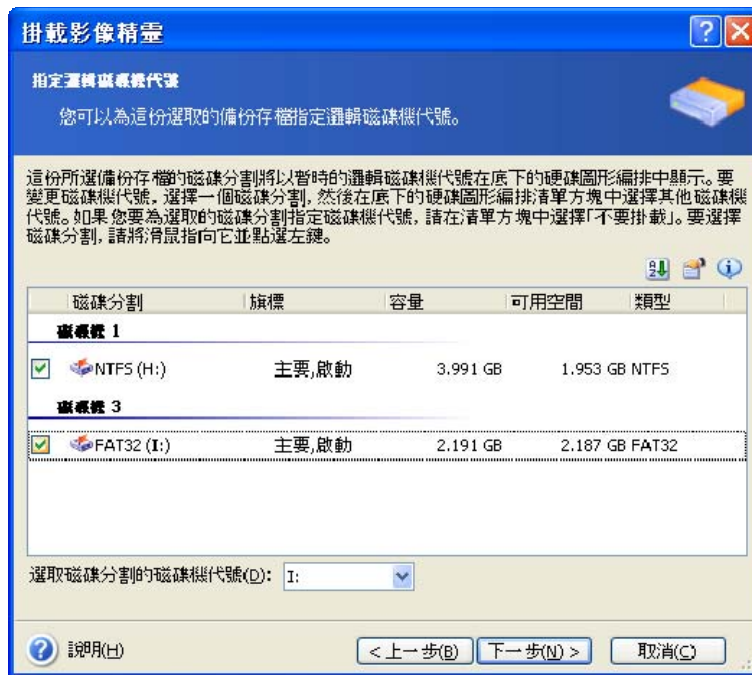 掛載影像精靈
指定邏輯磁碟機代號
您可以為這份選取的備份存檔指定邏輯磁碟機代號。
這份所選備份存檔的磁碟分割將以暫時的邏輯磁碟機代號在底下的硬碟圖形編排中顯示。要
變更磁碟機代號, 選擇一個磁碟分割, 然後在底下的硬碟圖形編排清單方塊中選擇其他磁碟機
代號。如果您要為選取的磁碟分割指定磁碟機代號, 請在清單方塊中選擇「不要掛載」。要選擇
磁碟分割, 請將滑鼠指向它並點選左鍵。
磁碟分割 旗標 容量 可用空間 類型
磁碟機 1
NTFS (H:) 主要,啟動 3.991 GB 1.953 GB NTFS
磁碟機 3
FAT32 (I:) 主要,啟動 2.191 GB 2.187 GB FAT32
選取磁碟分割的磁碟機代號(D): I:
說明(H) < 上一步(B) 下一步(N) > 取消(C)